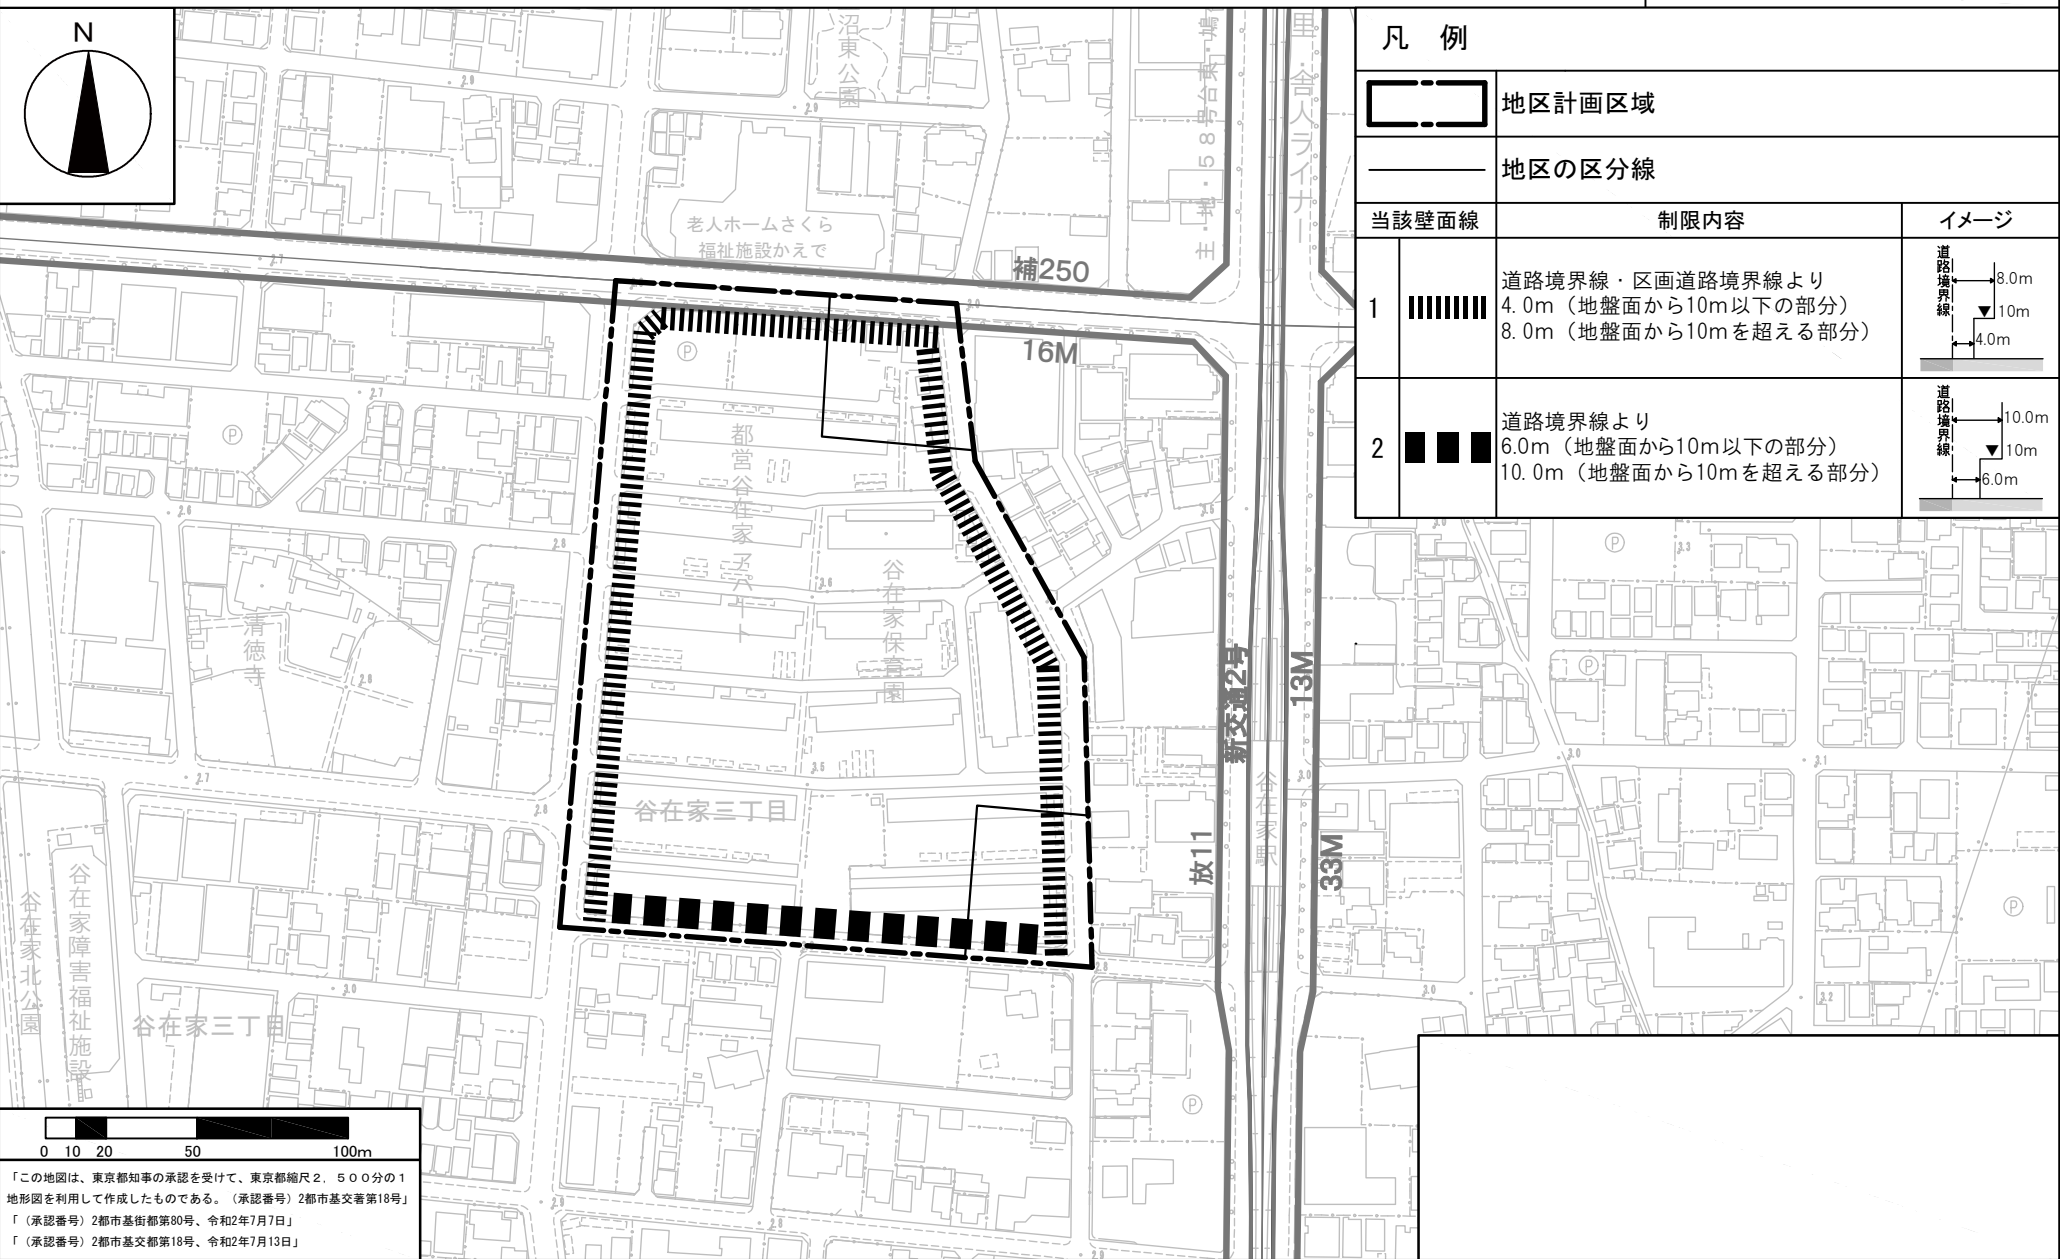 N
凡 例
地区計画区域
地区の区分線
当該壁面線
制限内容
イメージ
1
道路境界線・区画道路境界線より
4.0m（地盤面から10m以下の部分）
8.0m（地盤面から10mを超える部分）
道路境界線
8.0m
10m
4.0m
2
道路境界線より
6.0m（地盤面から10m以下の部分）
10.0m（地盤面から10mを超える部分）
道路境界線
10.0m
10m
6.0m
沼東公園
里・舎人ライナー
老人ホームさくら
福祉施設かえで
補250
16M
都営谷在家アパート
谷在家保育園
清徳寺
新交通2号
13M
谷在家三丁目
谷在家駅
放11
33M
谷在家北公園
谷在家障害福祉施設
谷在家三丁目
0 10 20 50 100m
「この地図は、東京都知事の承認を受けて、東京都縮尺２，５００分の１
地形図を利用して作成したものである。（承認番号）2都市基交著第18号」
「（承認番号）2都市基街都第80号、令和2年7月7日」
「（承認番号）2都市基交都第18号、令和2年7月13日」